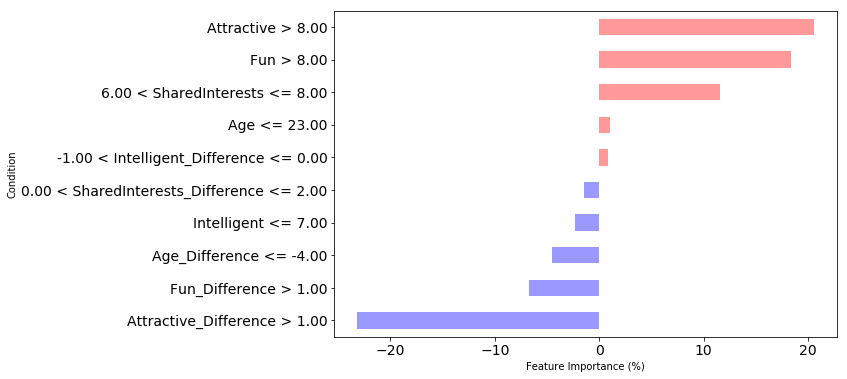 Attractive > 8.00
Fun > 8.00
6.00 < SharedInterests <= 8.00
Age <= 23.00
-1.00 < Intelligent_Difference <= 0.00
0.00 < SharedInterests_Difference <= 2.00
Intelligent <= 7.00
Age_Difference <= -4.00
Fun_Difference > 1.00
Attractive_Difference > 1.00
Condition
−20 −10 0 10 20
Feature Importance (%)